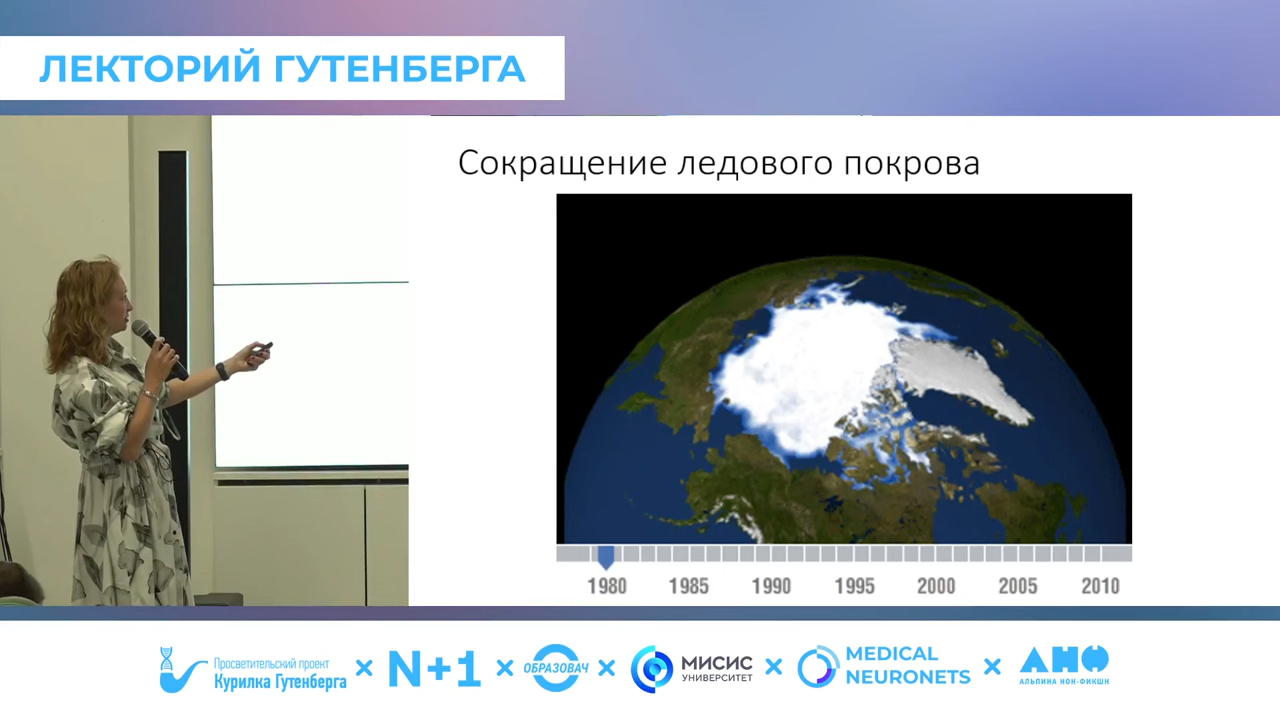 ЛЕКТОРИЙ ГУТЕНБЕРГА
Сокращение ледового покрова
1980 1985 1990 1995 2000 2005 2010
Просветительский проект
Курилка Гутенберга
× N+1 × ОБРАЗОВАЧ ×
МИСИС
УНИВЕРСИТЕТ
×
MEDICAL
NEURONETS
×
АНФ
АЛЬПИНА НОН-ФИКШН